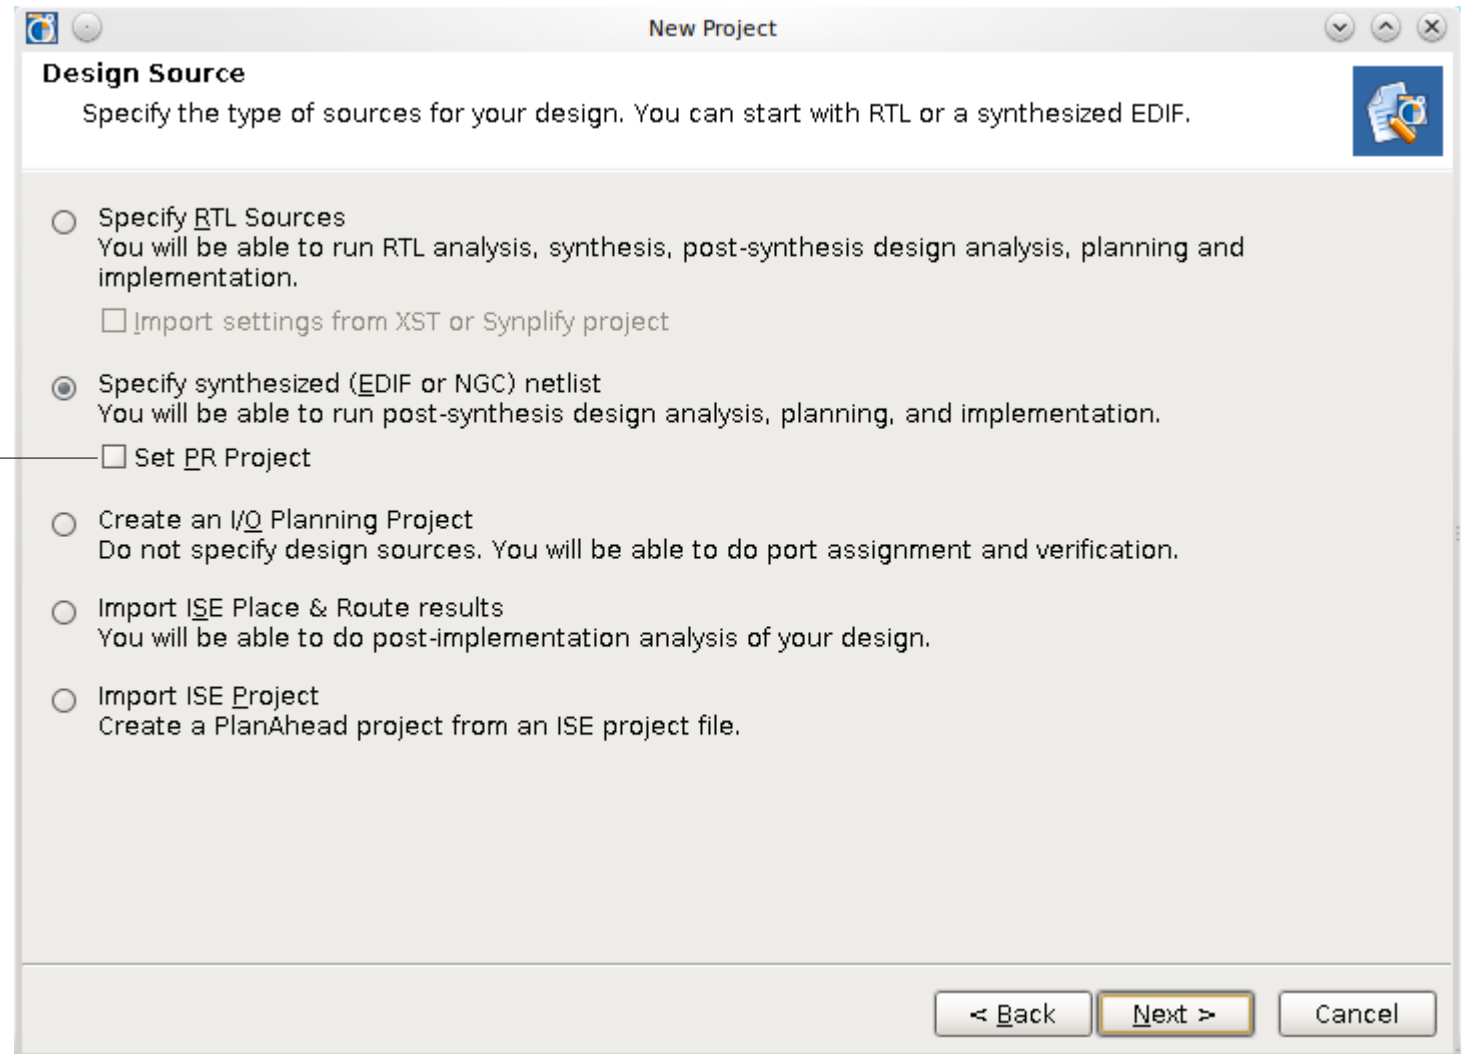 New Project
Design Source
Specify the type of sources for your design. You can start with RTL or a synthesized EDIF.
Specify RTL Sources
You will be able to run RTL analysis, synthesis, post-synthesis design analysis, planning and
implementation.
Import settings from XST or Synplify project
Specify synthesized (EDIF or NGC) netlist
You will be able to run post-synthesis design analysis, planning, and implementation.
Set PR Project
Create an I/O Planning Project
Do not specify design sources. You will be able to do port assignment and verification.
Import ISE Place & Route results
You will be able to do post-implementation analysis of your design.
Import ISE Project
Create a PlanAhead project from an ISE project file.
< Back Next > Cancel